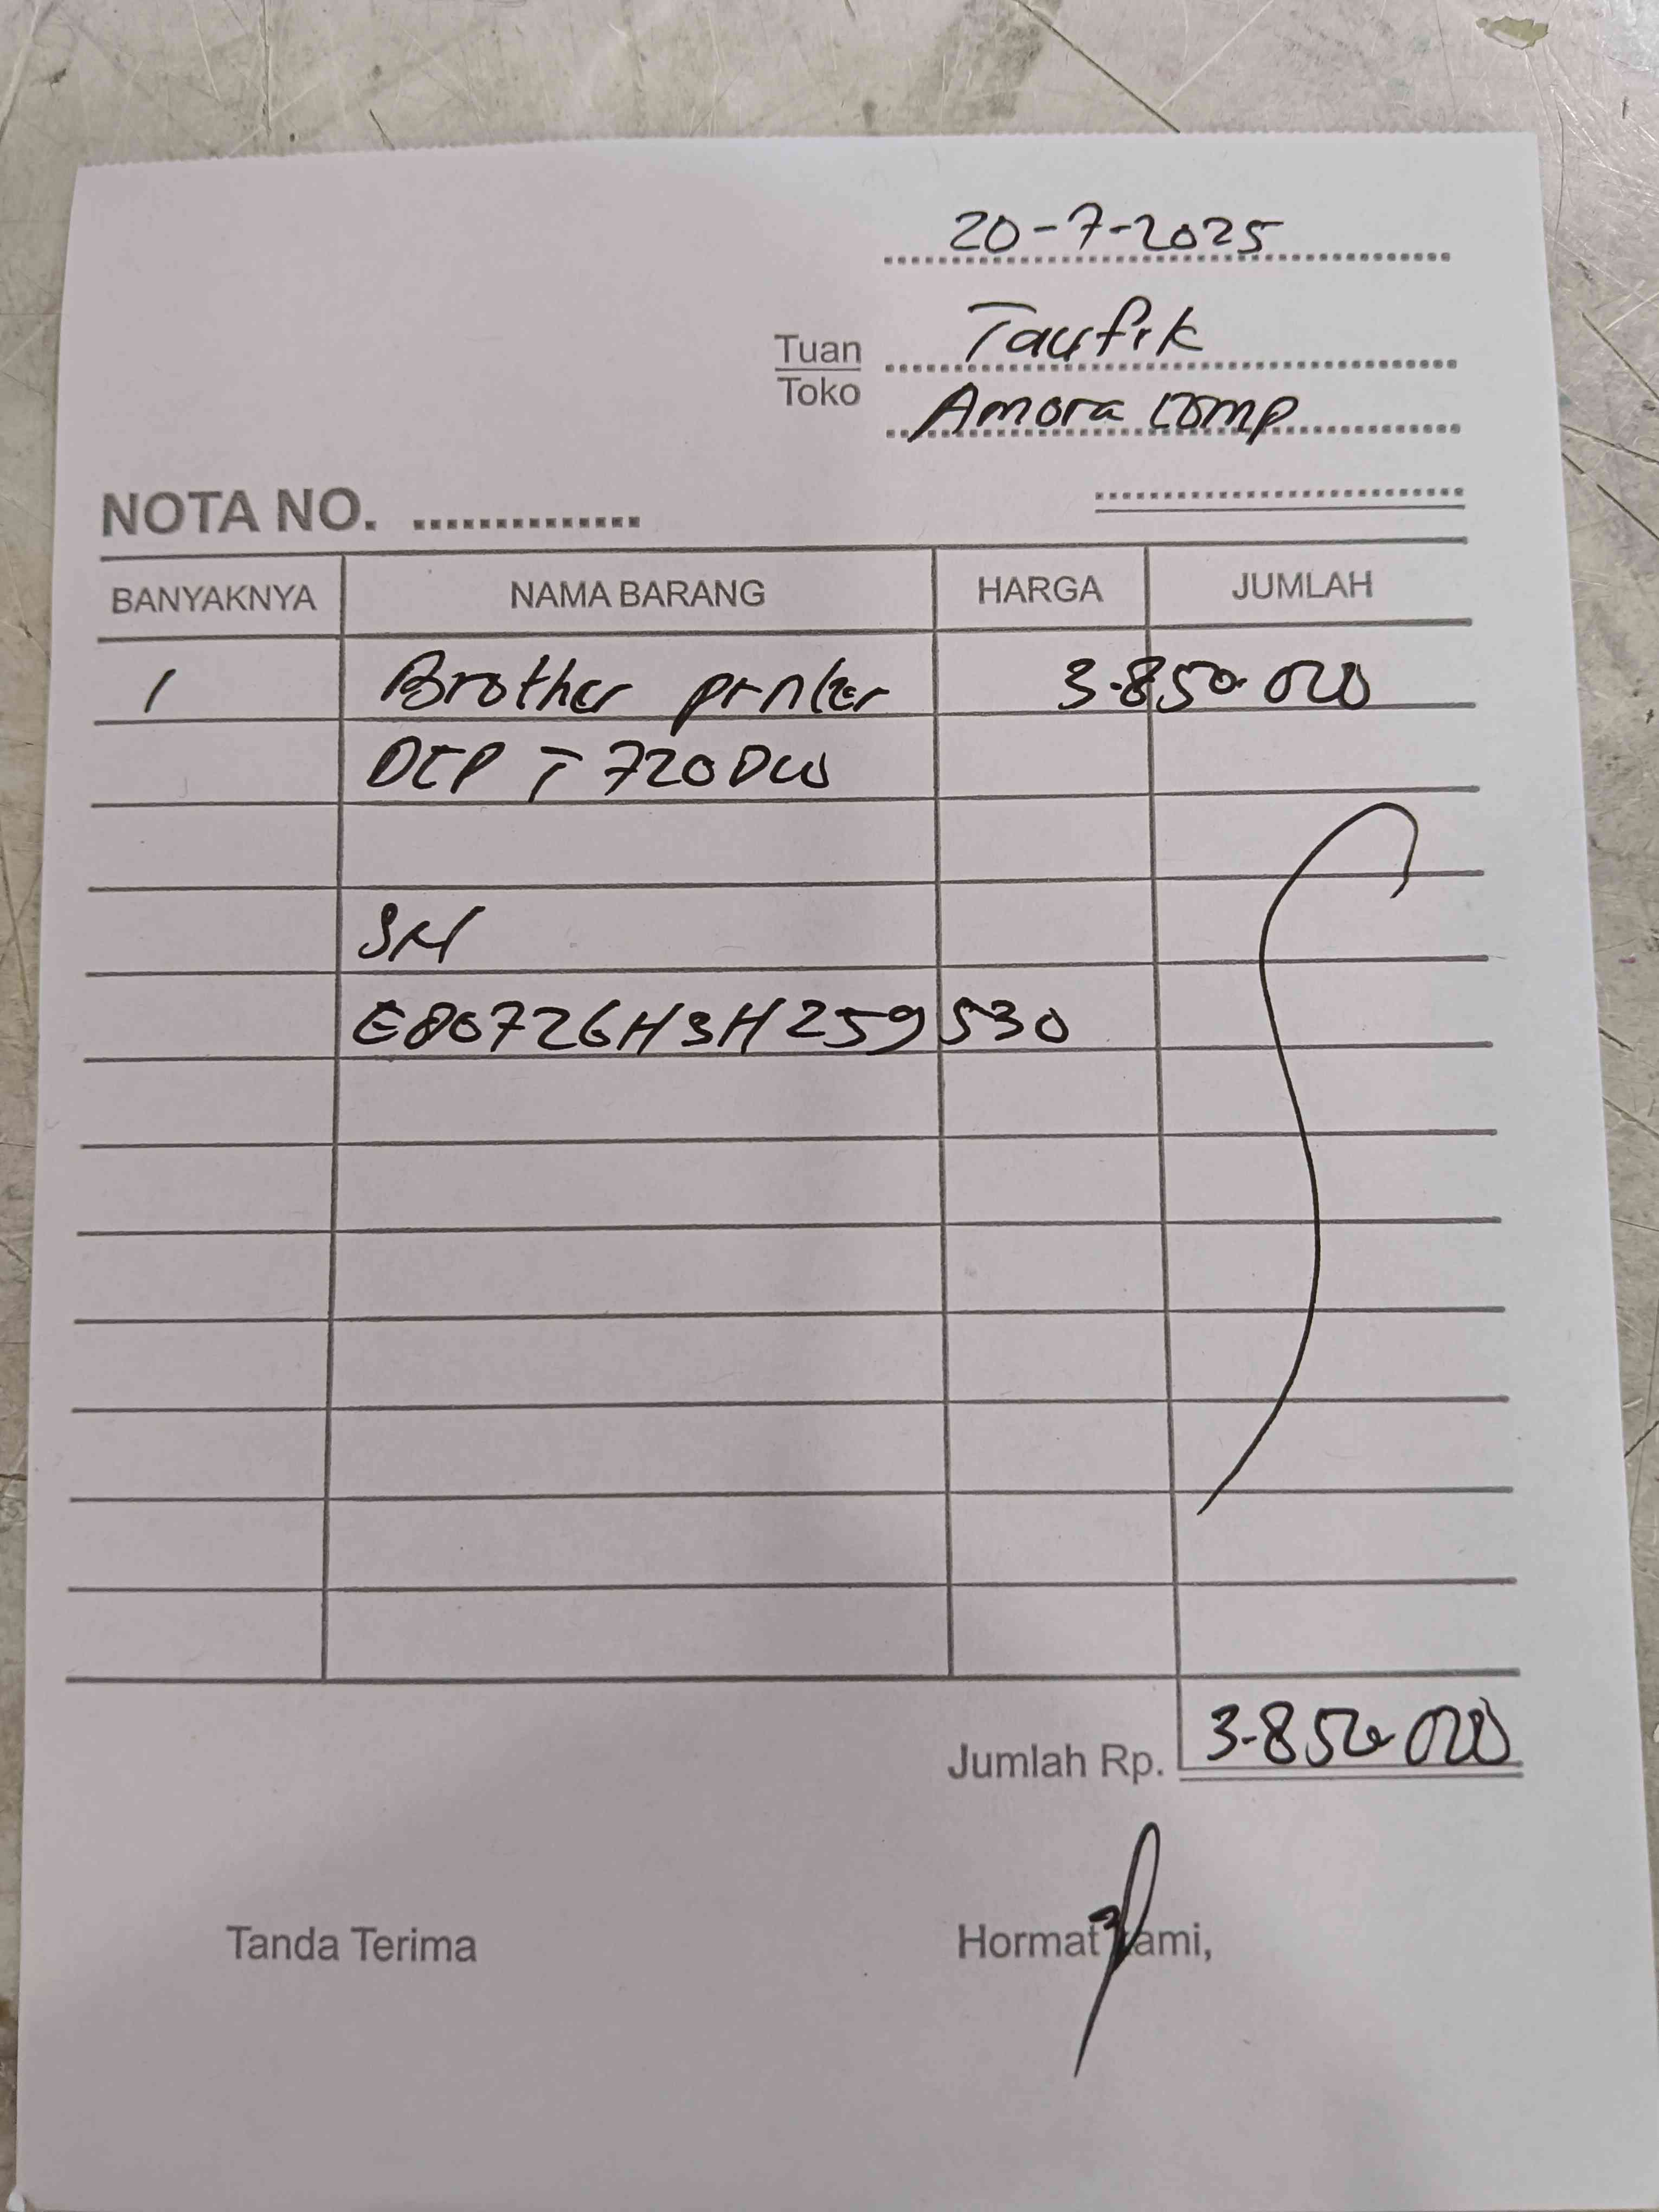 20-7-2025
Tuan Taufik
Toko Amora comp
NOTA NO. ..............
BANYAKNYA NAMA BARANG HARGA JUMLAH
1 Brother printer 3.850.000
DCP T 720DW
SN
E80726H3H259530
Jumlah Rp. 3.850.000
Tanda Terima Hormat Kami,